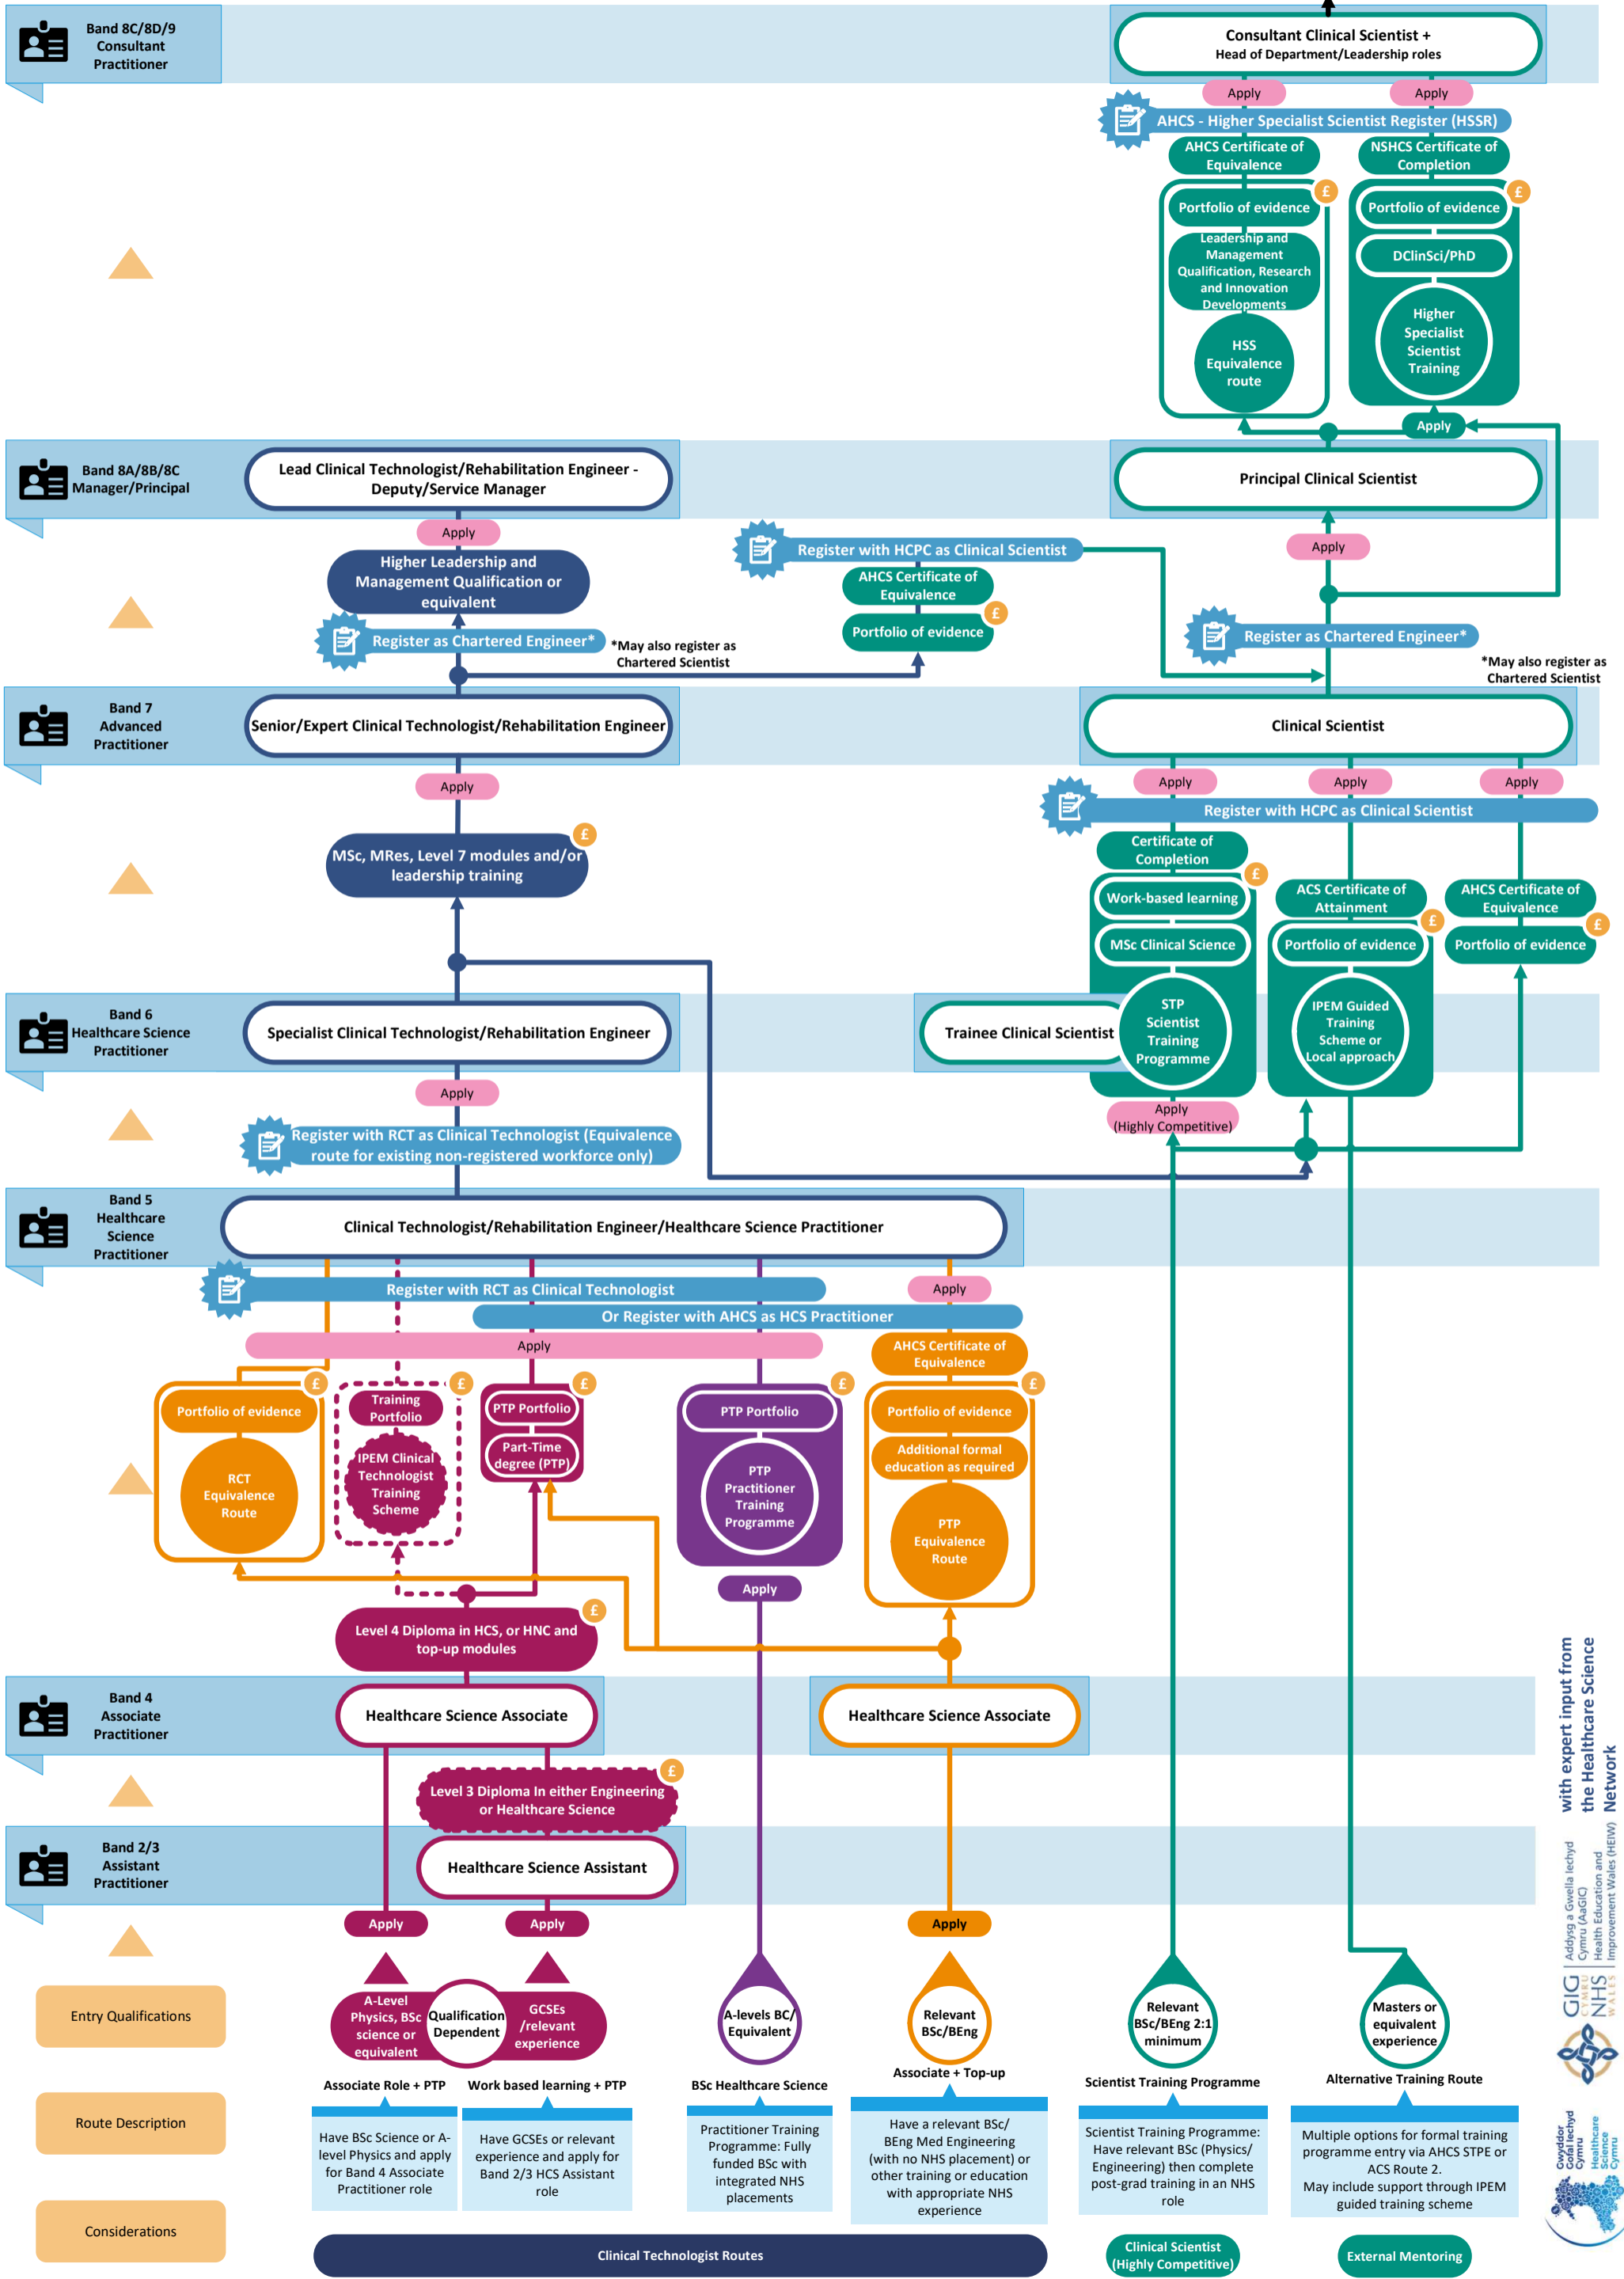 Band 8C/8D/9
Consultant
Practitioner
Consultant Clinical Scientist +
Head of Department/Leadership roles
Apply
Apply
AHCS - Higher Specialist Scientist Register (HSSR)
AHCS Certificate of
Equivalence
NSHCS Certificate of
Completion
£
£
Portfolio of evidence
Portfolio of evidence
Leadership and
Management
Qualification, Research
and Innovation
Developments
DClinSci/PhD
HSS
Equivalence
route
Higher
Specialist
Scientist
Training
Apply
Band 8A/8B/8C
Manager/Principal
Lead Clinical Technologist/Rehabilitation Engineer -
Deputy/Service Manager
Principal Clinical Scientist
Apply
Higher Leadership and
Management Qualification or
equivalent
Register with HCPC as Clinical Scientist
AHCS Certificate of
Equivalence
£
Portfolio of evidence
Apply
Register as Chartered Engineer*
*May also register as
Chartered Scientist
Register as Chartered Engineer*
*May also register as
Chartered Scientist
Band 7
Advanced
Practitioner
Senior/Expert Clinical Technologist/Rehabilitation Engineer
Clinical Scientist
Apply
Apply
Apply
Apply
Register with HCPC as Clinical Scientist
£
MSc, MRes, Level 7 modules and/or
leadership training
Certificate of
Completion
£
Work-based learning
MSc Clinical Science
ACS Certificate of
Attainment
£
Portfolio of evidence
AHCS Certificate of
Equivalence
£
Portfolio of evidence
Band 6
Healthcare Science
Practitioner
Specialist Clinical Technologist/Rehabilitation Engineer
Trainee Clinical Scientist
STP
Scientist
Training
Programme
IPEM Guided
Training
Scheme or
Local approach
Apply
Apply
(Highly Competitive)
Register with RCT as Clinical Technologist (Equivalence
route for existing non-registered workforce only)
Band 5
Healthcare
Science
Practitioner
Clinical Technologist/Rehabilitation Engineer/Healthcare Science Practitioner
Register with RCT as Clinical Technologist
Apply
Or Register with AHCS as HCS Practitioner
Apply
AHCS Certificate of
Equivalence
£
£
£
£
£
Portfolio of evidence
RCT
Equivalence
Route
Training
Portfolio
IPEM Clinical
Technologist
Training
Scheme
PTP Portfolio
Part-Time
degree (PTP)
PTP Portfolio
PTP
Practitioner
Training
Programme
Portfolio of evidence
Additional formal
education as required
PTP
Equivalence
Route
Apply
£
Level 4 Diploma in HCS, or HNC and
top-up modules
Band 4
Associate
Practitioner
Healthcare Science Associate
Healthcare Science Associate
£
Level 3 Diploma In either Engineering
or Healthcare Science
Band 2/3
Assistant
Practitioner
Healthcare Science Assistant
Apply
Apply
Apply
Entry Qualifications
A-Level
Physics, BSc
science or
equivalent
Qualification
Dependent
GCSEs
/relevant
experience
A-levels BC/
Equivalent
Relevant
BSc/BEng
Relevant
BSc/BEng 2:1
minimum
Masters or
equivalent
experience
Route Description
Associate Role + PTP
Have BSc Science or A-
level Physics and apply
for Band 4 Associate
Practitioner role
Work based learning + PTP
Have GCSEs or relevant
experience and apply for
Band 2/3 HCS Assistant
role
BSc Healthcare Science
Practitioner Training
Programme: Fully
funded BSc with
integrated NHS
placements
Associate + Top-up
Have a relevant BSc/
BEng Med Engineering
(with no NHS placement) or
other training or education
with appropriate NHS
experience
Scientist Training Programme
Scientist Training Programme:
Have relevant BSc (Physics/
Engineering) then complete
post-grad training in an NHS
role
Alternative Training Route
Multiple options for formal training
programme entry via AHCS STPE or
ACS Route 2.
May include support through IPEM
guided training scheme
Considerations
Clinical Technologist Routes
Clinical Scientist
(Highly Competitive)
External Mentoring
with expert input from
the Healthcare Science
Network
GIG
CYMRU
NHS
WALES
Addysg a Gwella Iechyd
Cymru (AaGIC)
Health Education and
Improvement Wales (HEIW)
Gwyddor
Gofal Iechyd
Cymru
Healthcare
Science
Cymru